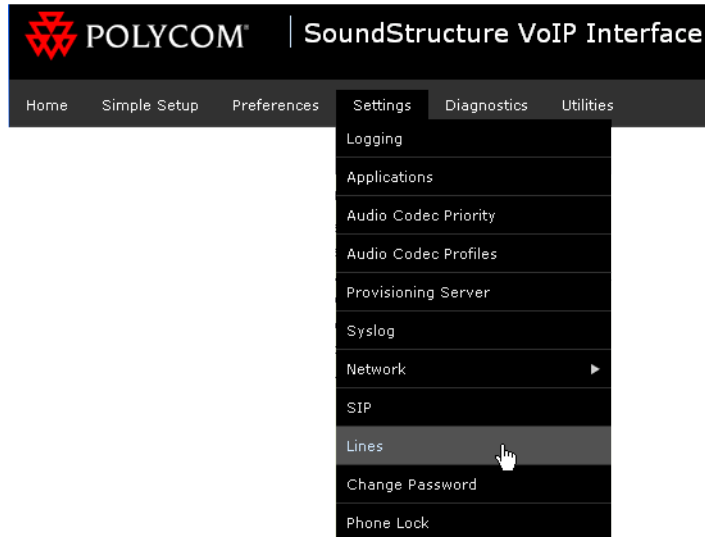 POLYCOM® SoundStructure VoIP Interface
Home Simple Setup Preferences Settings Diagnostics Utilities
Logging
Applications
Audio Codec Priority
Audio Codec Profiles
Provisioning Server
Syslog
Network
SIP
Lines
Change Password
Phone Lock